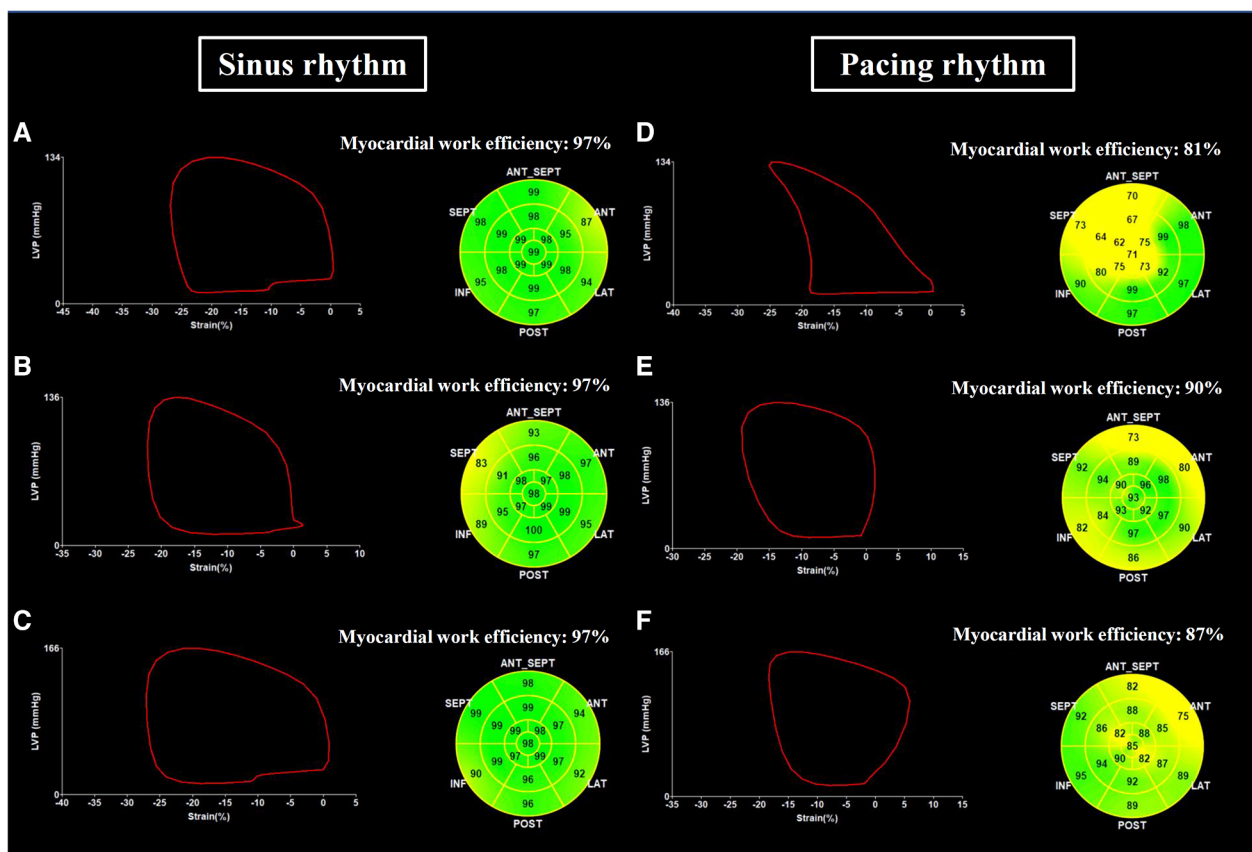 Sinus rhythm
Pacing rhythm
A
Myocardial work efficiency: 97%
134
LVP (mmHg)
0
-45 -40 -35 -30 -25 -20 -15 -10 -5 0 5
Strain(%)
ANT_SEPT
SEPT
ANT
INF
LAT
POST
99
98 98 87
99 99 98 95
99
98 99 99 98
95 99 94
97
D
Myocardial work efficiency: 81%
134
LVP (mmHg)
0
-35 -30 -25 -20 -15 -10 -5 0 5
Strain(%)
ANT_SEPT
SEPT
ANT
INF
LAT
POST
70
73 67 98
64 62 75 99
71
80 75 73 92
90 99 97
97
B
Myocardial work efficiency: 97%
136
LVP (mmHg)
0
-35 -30 -25 -20 -15 -10 -5 0 5 10
Strain(%)
ANT_SEPT
SEPT
ANT
INF
LAT
POST
93
83 96 97
91 98 97 98
98
95 97 99 99
89 100 95
97
E
Myocardial work efficiency: 90%
136
LVP (mmHg)
0
-30 -25 -20 -15 -10 -5 0 5 10 15
Strain(%)
ANT_SEPT
SEPT
ANT
INF
LAT
POST
73
92 89 80
94 90 96 98
93
84 93 92 97
82 97 90
86
C
Myocardial work efficiency: 97%
166
LVP (mmHg)
0
-40 -35 -30 -25 -20 -15 -10 -5 0 5
Strain(%)
ANT_SEPT
SEPT
ANT
INF
LAT
POST
98
99 99 94
99 99 98 97
98
99 97 99 97
90 96 92
96
F
Myocardial work efficiency: 87%
166
LVP (mmHg)
0
-35 -30 -25 -20 -15 -10 -5 0 5 10 15
Strain(%)
ANT_SEPT
SEPT
ANT
INF
LAT
POST
82
92 88 75
86 82 88 85
85
94 90 82 87
95 92 89
89